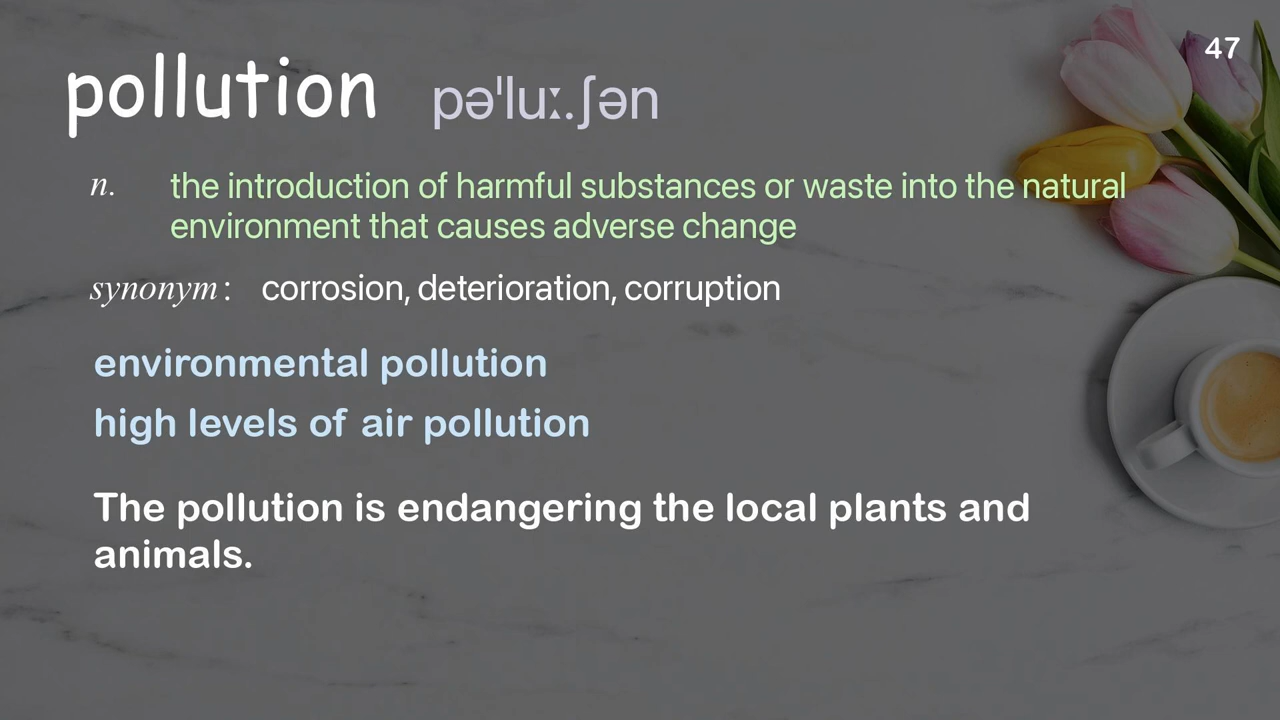 47
pollution pəˈluː.ʃən
n. the introduction of harmful substances or waste into the natural
environment that causes adverse change
synonym: corrosion, deterioration, corruption
environmental pollution
high levels of air pollution
The pollution is endangering the local plants and
animals.